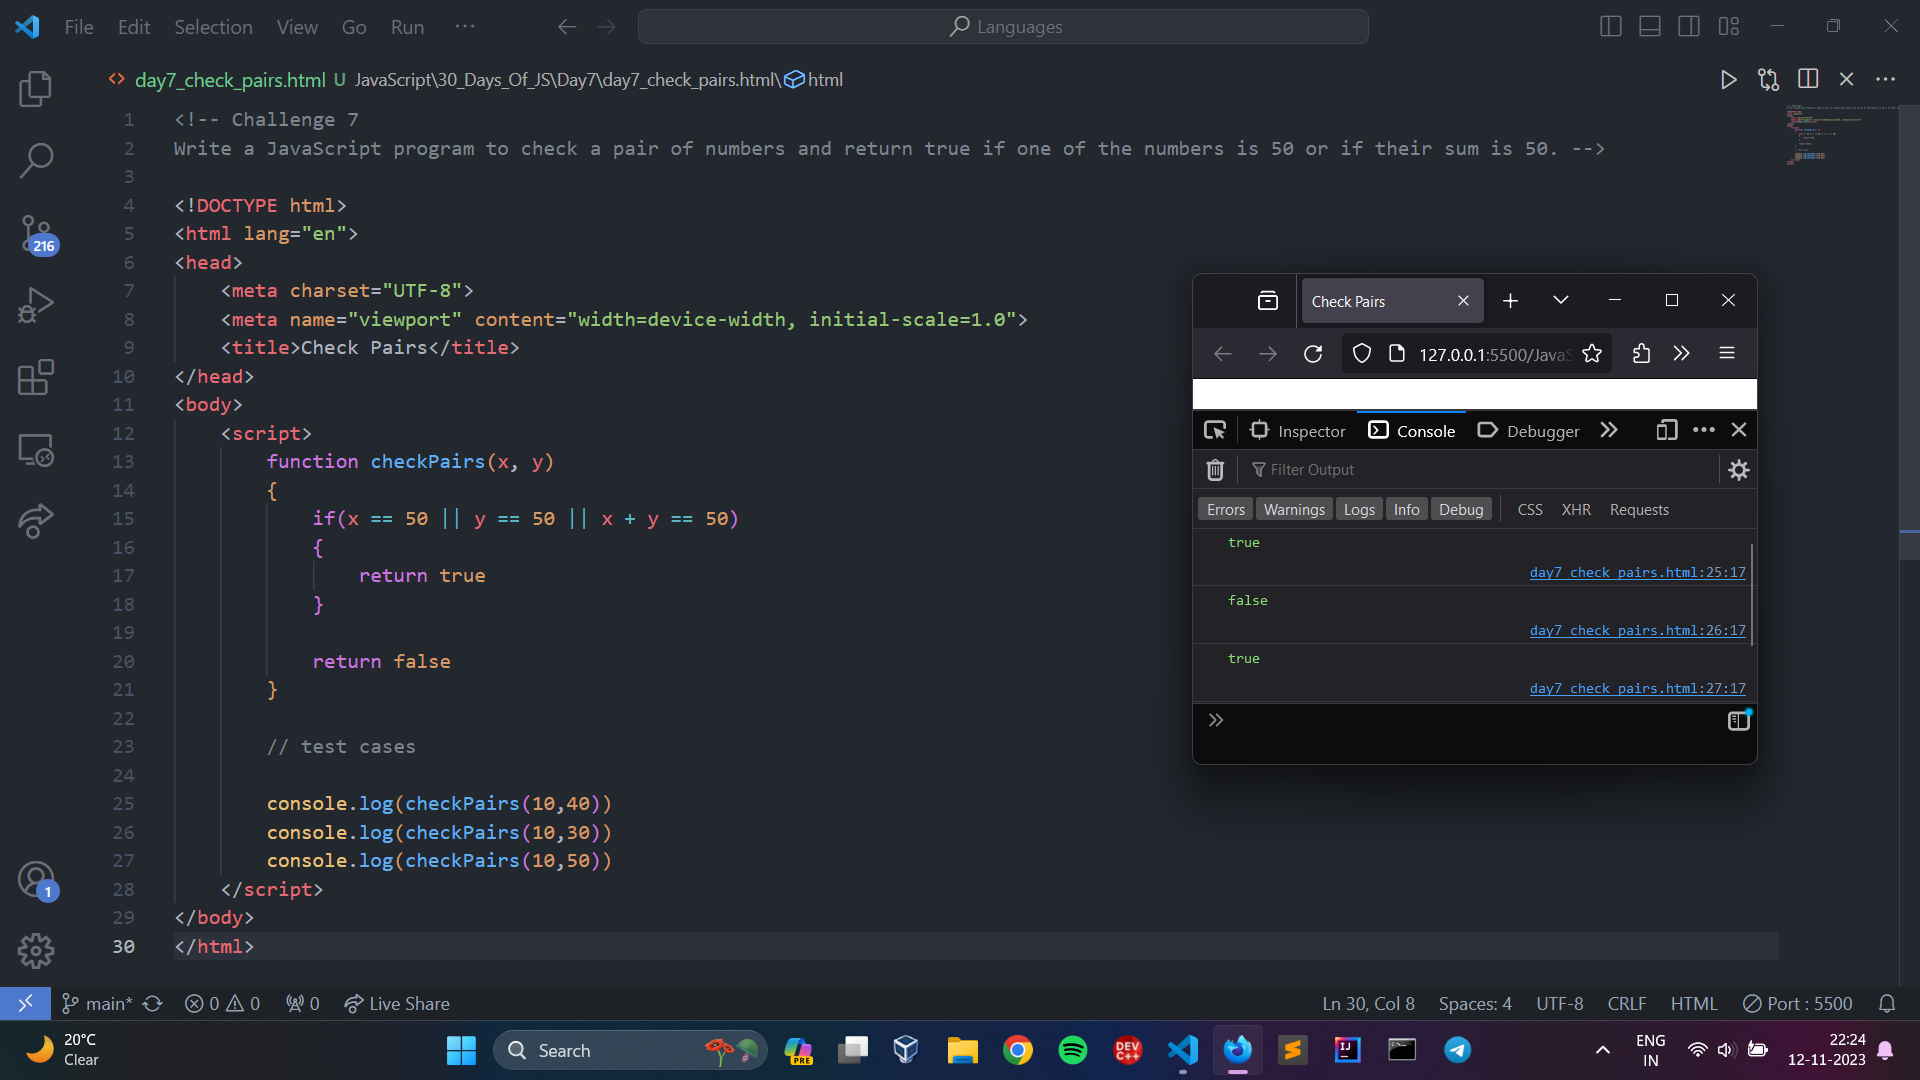 File Edit Selection View Go Run ··· Languages
day7_check_pairs.html U JavaScript\30_Days_Of_JS\Day7\day7_check_pairs.html\html
1 <!-- Challenge 7
2 Write a JavaScript program to check a pair of numbers and return true if one of the numbers is 50 or if their sum is 50. -->
3
4 <!DOCTYPE html>
5 <html lang="en">
6 <head>
7 <meta charset="UTF-8">
8 <meta name="viewport" content="width=device-width, initial-scale=1.0">
9 <title>Check Pairs</title>
10 </head>
11 <body>
12 <script>
13 function checkPairs(x, y)
14 {
15 if(x == 50 || y == 50 || x + y == 50)
16 {
17 return true
18 }
19
20 return false
21 }
22
23 // test cases
24
25 console.log(checkPairs(10,40))
26 console.log(checkPairs(10,30))
27 console.log(checkPairs(10,50))
28 </script>
29 </body>
30 </html>
216
1
Check Pairs
127.0.0.1:5500/JavaS
Inspector Console Debugger
Filter Output
Errors Warnings Logs Info Debug CSS XHR Requests
true
day7_check_pairs.html:25:17
false
day7_check_pairs.html:26:17
true
day7_check_pairs.html:27:17
main* 0 0 0 Live Share Ln 30, Col 8 Spaces: 4 UTF-8 CRLF HTML Port : 5500
20°C
Clear
Search
PRE
DEV
C++
IJ
ENG
IN
22:24
12-11-2023